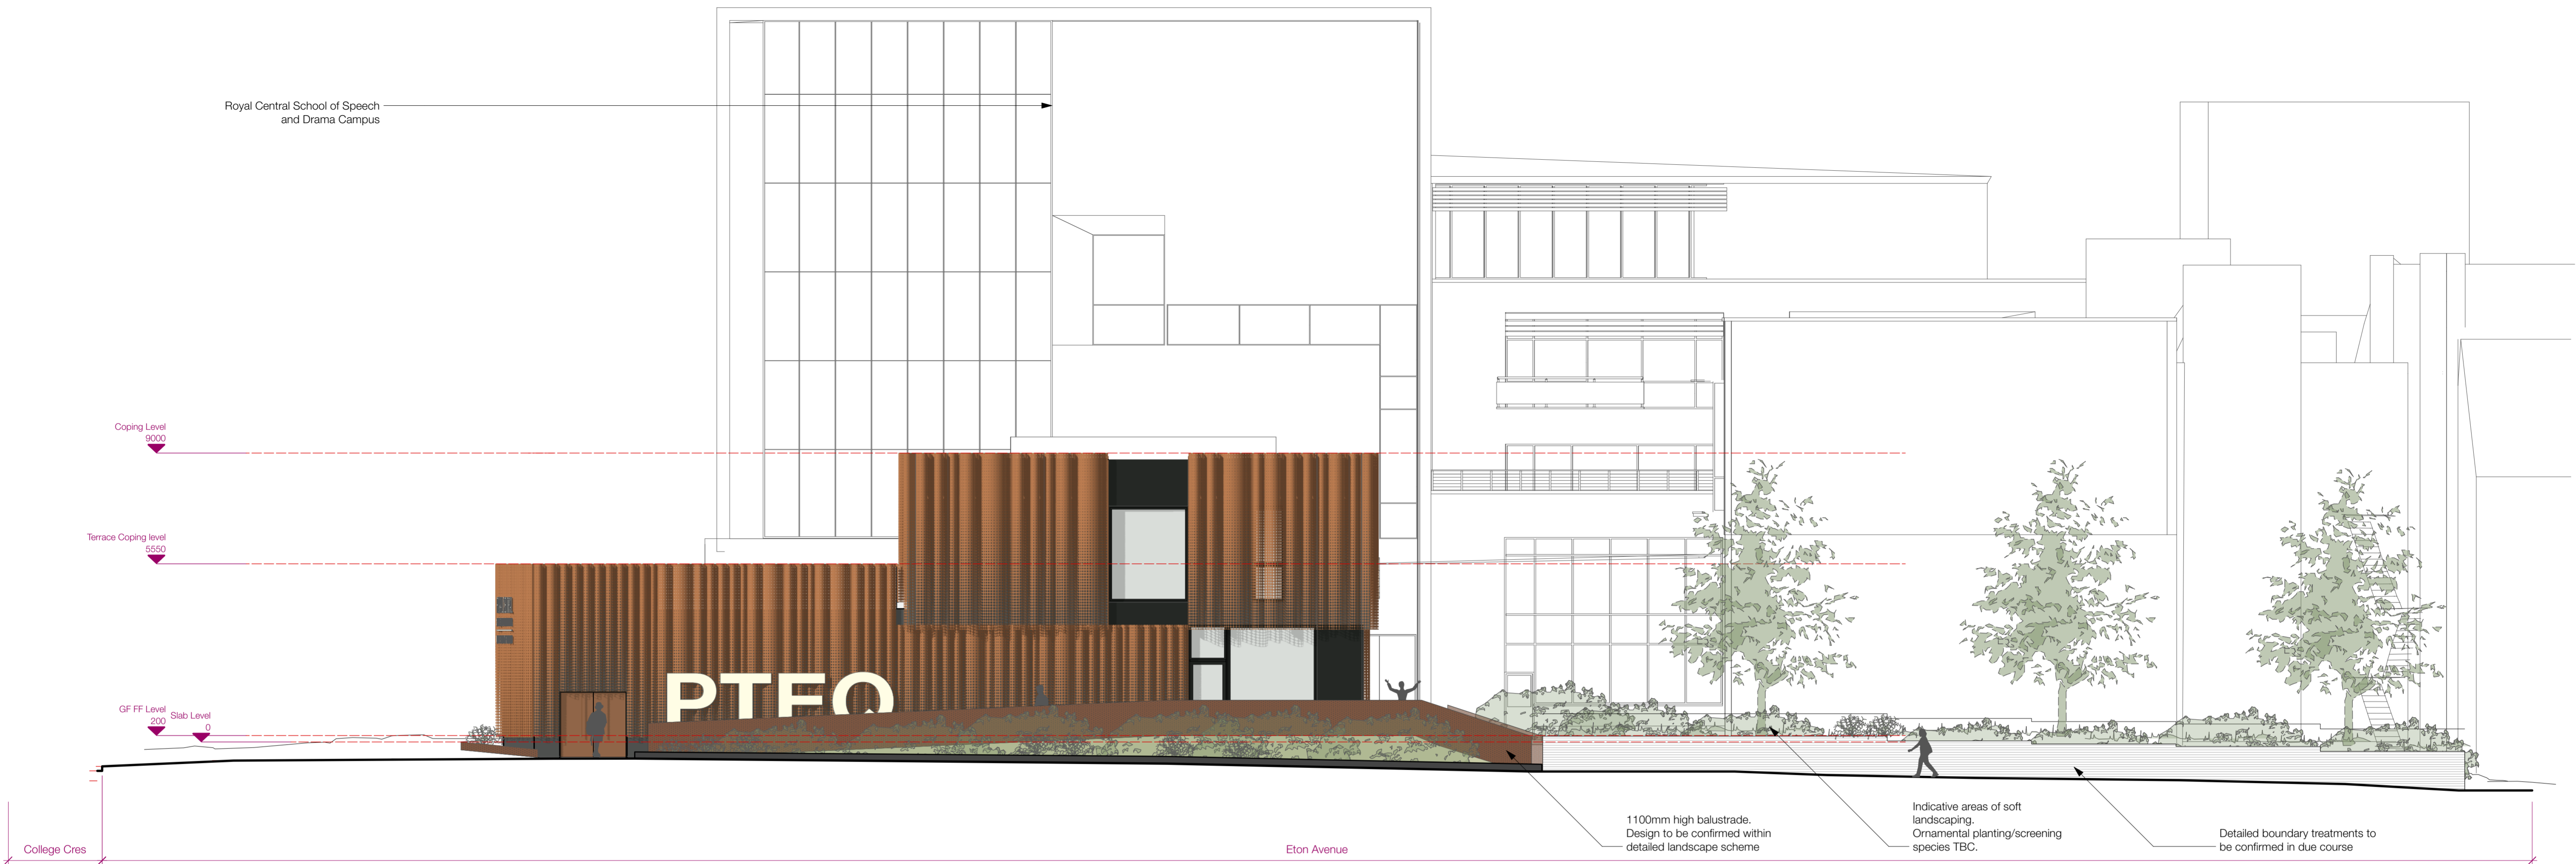 Royal Central School of Speech
and Drama Campus
Coping Level
9000
Terrace Coping level
5550
GF FF Level
200
Slab Level
0
PTEQ
1100mm high balustrade.
Design to be confirmed within
detailed landscape scheme
Indicative areas of soft
landscaping.
Ornamental planting/screening
species TBC.
Detailed boundary treatments to
be confirmed in due course
College Cres
Eton Avenue